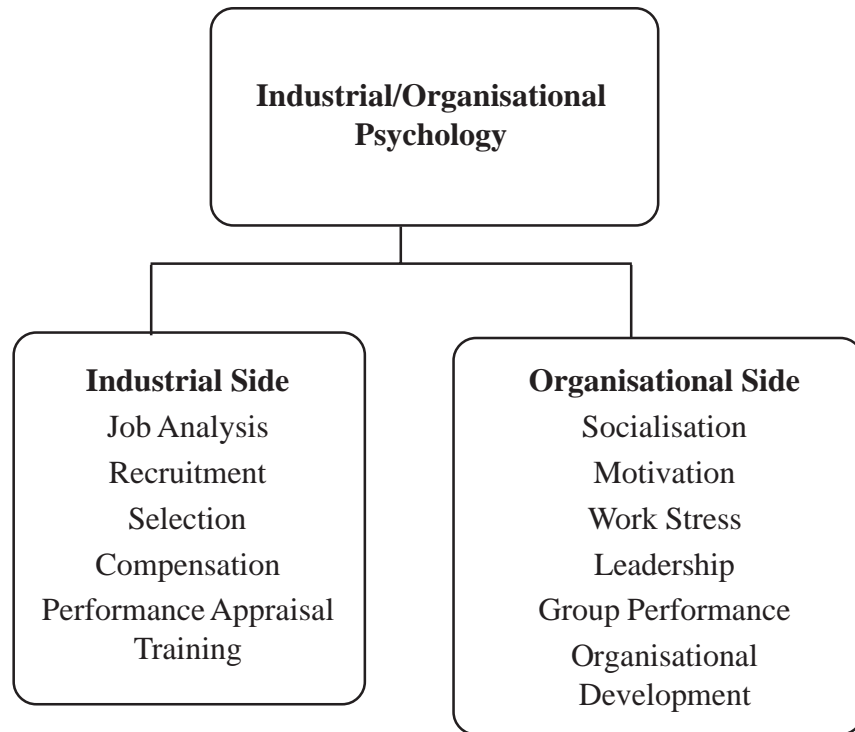 Industrial/Organisational
Psychology
Industrial Side
Job Analysis
Recruitment
Selection
Compensation
Performance Appraisal
Training
Organisational Side
Socialisation
Motivation
Work Stress
Leadership
Group Performance
Organisational
Development